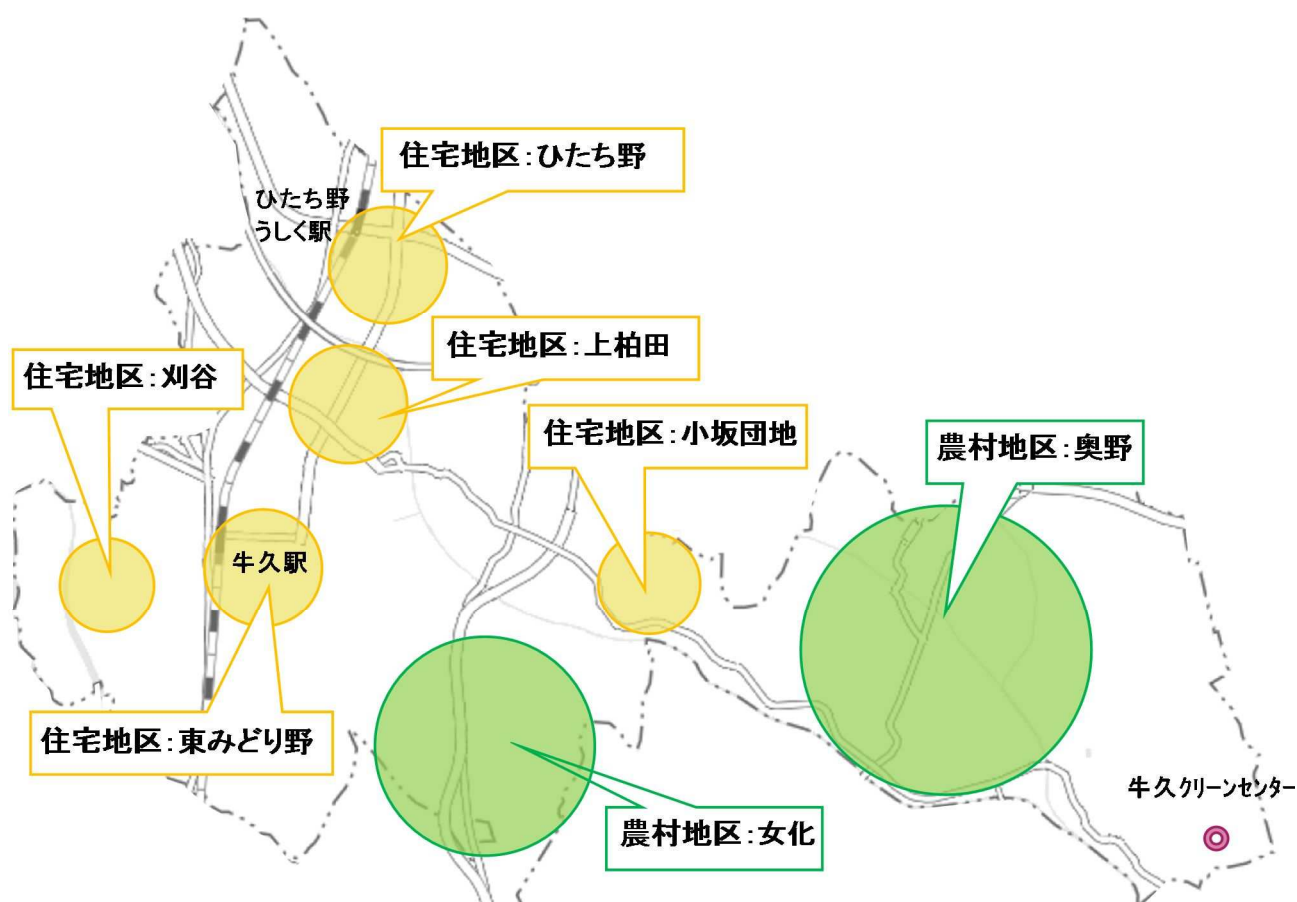 住宅地区：ひたち野
ひたち野
うしく駅
住宅地区：上柏田
住宅地区：刈谷
住宅地区：小坂団地
農村地区：奥野
牛久駅
住宅地区：東みどり野
牛久クリーンセンター
農村地区：女化